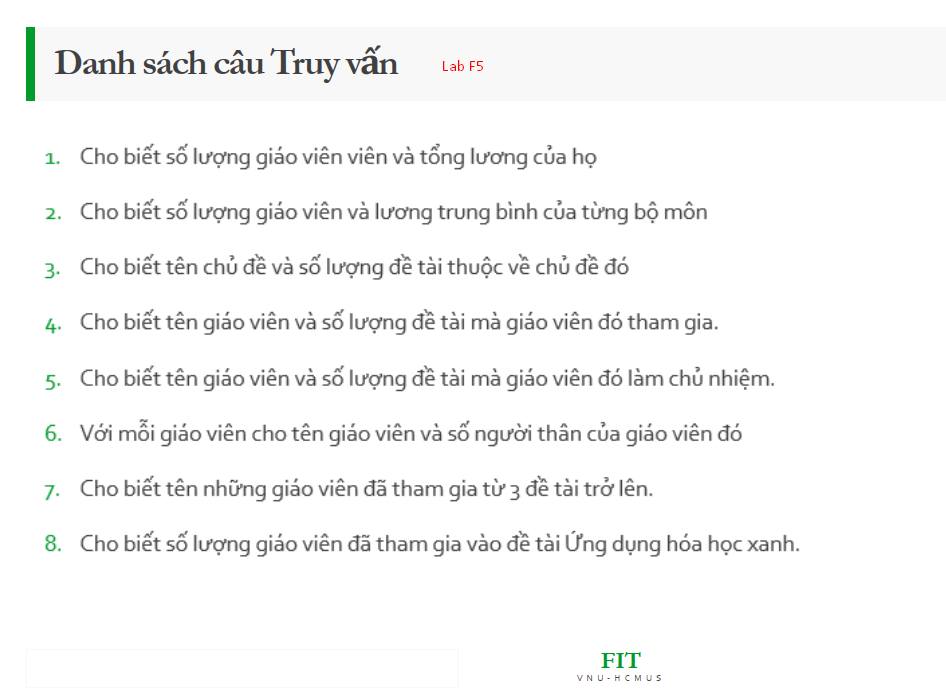 Danh sách câu Truy vấn Lab F5
1. Cho biết số lượng giáo viên viên và tổng lương của họ
2. Cho biết số lượng giáo viên và lương trung bình của từng bộ môn
3. Cho biết tên chủ đề và số lượng đề tài thuộc về chủ đề đó
4. Cho biết tên giáo viên và số lượng đề tài mà giáo viên đó tham gia.
5. Cho biết tên giáo viên và số lượng đề tài mà giáo viên đó làm chủ nhiệm.
6. Với mỗi giáo viên cho tên giáo viên và số người thân của giáo viên đó
7. Cho biết tên những giáo viên đã tham gia từ 3 đề tài trở lên.
8. Cho biết số lượng giáo viên đã tham gia vào đề tài Ứng dụng hóa học xanh.
FIT
VNU-HCMUS